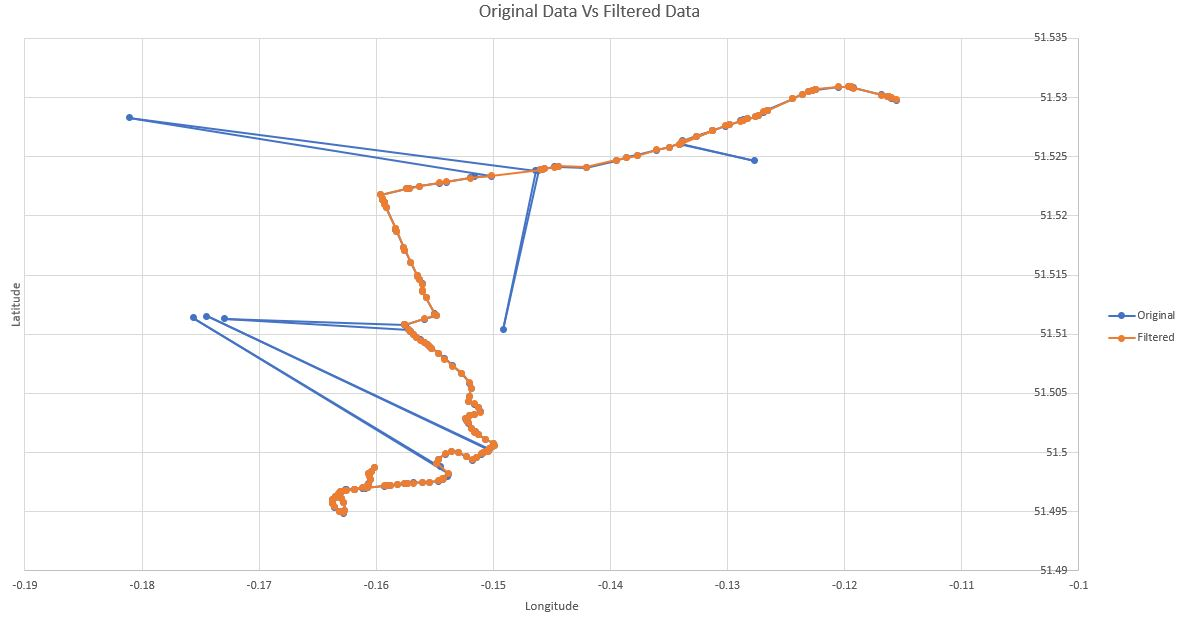 Original Data Vs Filtered Data
51.535
51.53
51.525
51.52
51.515
51.51
51.505
51.5
51.495
51.49
Latitude
Original
Filtered
-0.19 -0.18 -0.17 -0.16 -0.15 -0.14 -0.13 -0.12 -0.11 -0.1
Longitude